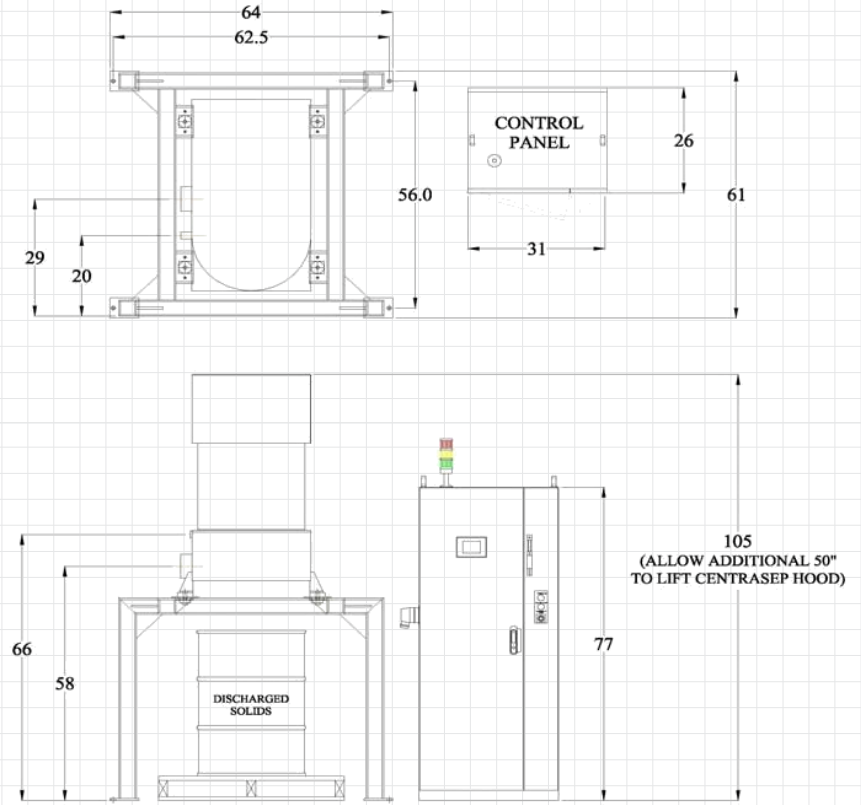 64
62.5
CONTROL
PANEL
26
56.0
61
29
31
20
105
(ALLOW ADDITIONAL 50"
TO LIFT CENTRASEP HOOD)
66
77
58
DISCHARGED
SOLIDS